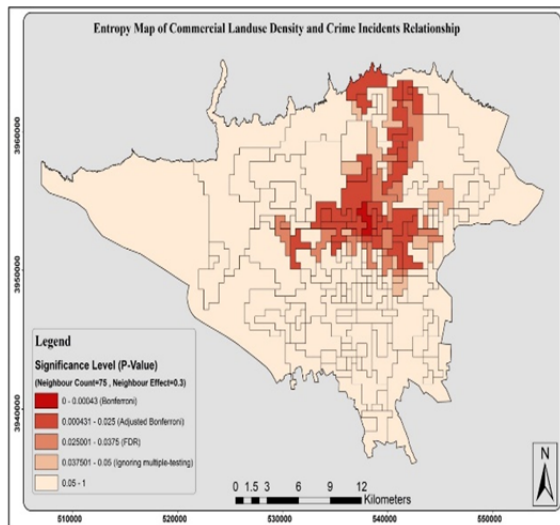 Entropy Map of Commercial Landuse Density and Crime Incidents Relationship
3960000
3950000
3940000
Legend
Significance Level (P-Value)
(Neighbour Count=75 , Neighbour Effect=0.3)
0 - 0.00043 (Bonferroni)
0.000431 - 0.025 (Adjusted Bonferroni)
0.025001 - 0.0375 (FDR)
0.037501 - 0.05 (Ignoring multiple-testing)
0.05 - 1
0 1.5 3 6 9 12
Kilometers
N
510000 520000 530000 540000 550000